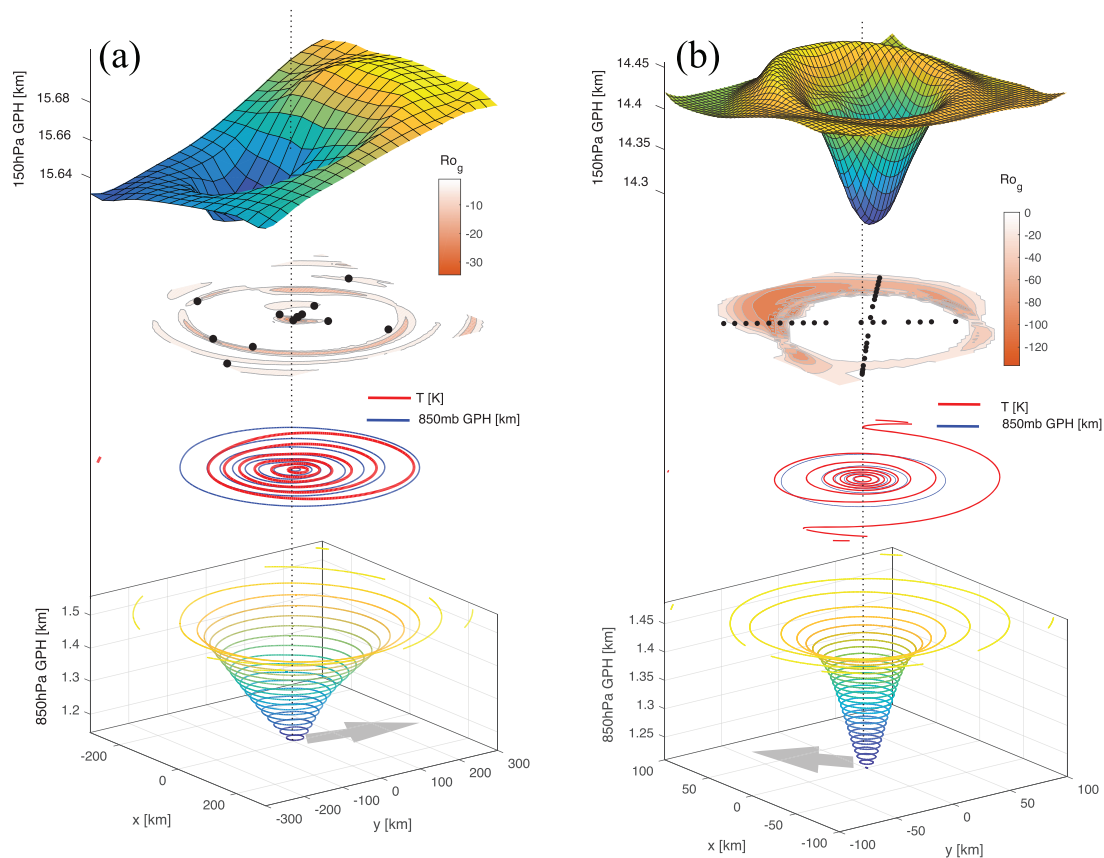 (a)
150hPa GPH [km]
15.68
15.66
15.64
Ro_g
-10
-20
-30
T [K]
850mb GPH [km]
850hPa GPH [km]
1.5
1.4
1.3
1.2
-200
0
200
x [km]
-300
-200
-100
0
100
200
300
y [km]
(b)
150hPa GPH [km]
14.45
14.4
14.35
14.3
Ro_g
0
-20
-40
-60
-80
-100
-120
T [K]
850mb GPH [km]
850hPa GPH [km]
1.45
1.4
1.35
1.3
1.25
100
50
0
-50
-100
x [km]
-100
-50
0
50
100
y [km]